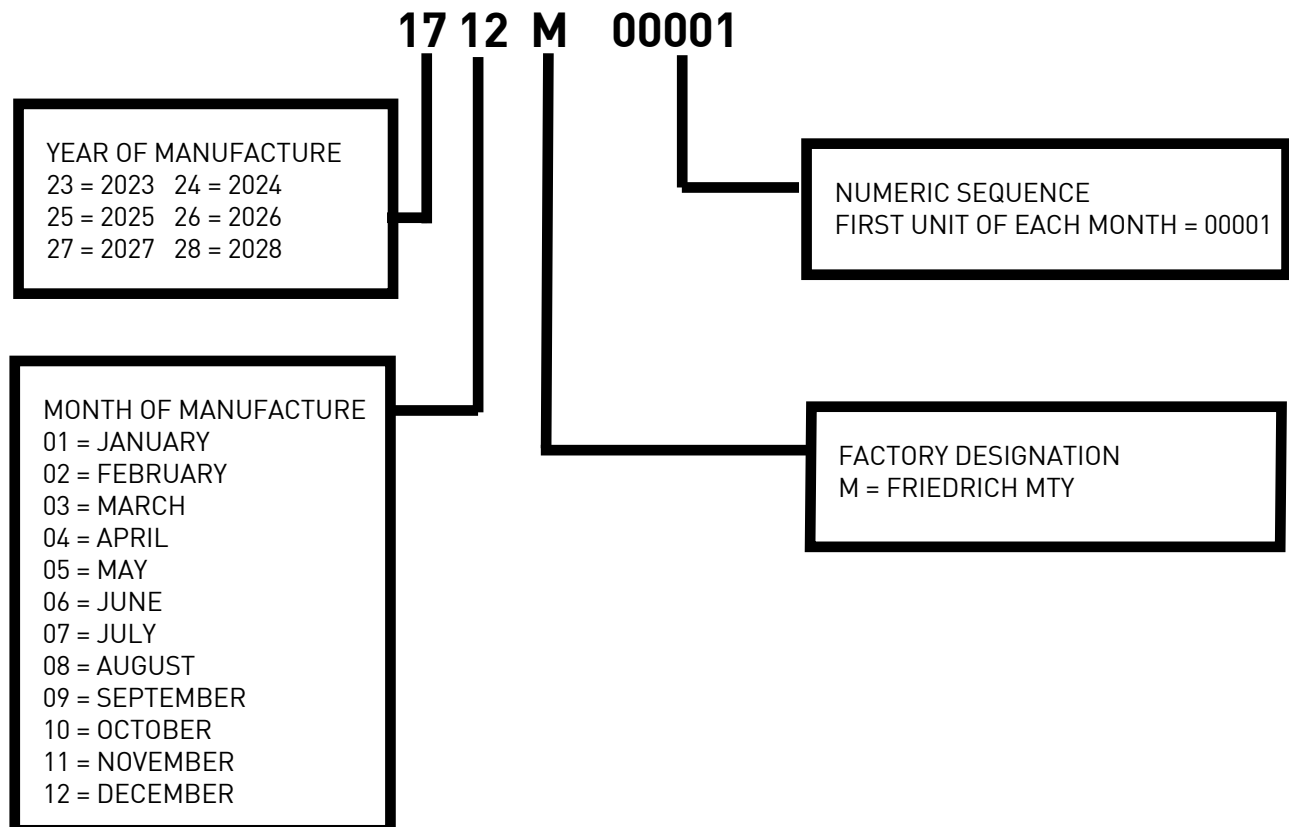 17 12 M 00001
YEAR OF MANUFACTURE
23 = 2023 24 = 2024
25 = 2025 26 = 2026
27 = 2027 28 = 2028
NUMERIC SEQUENCE
FIRST UNIT OF EACH MONTH = 00001
MONTH OF MANUFACTURE
01 = JANUARY
02 = FEBRUARY
03 = MARCH
04 = APRIL
05 = MAY
06 = JUNE
07 = JULY
08 = AUGUST
09 = SEPTEMBER
10 = OCTOBER
11 = NOVEMBER
12 = DECEMBER
FACTORY DESIGNATION
M = FRIEDRICH MTY